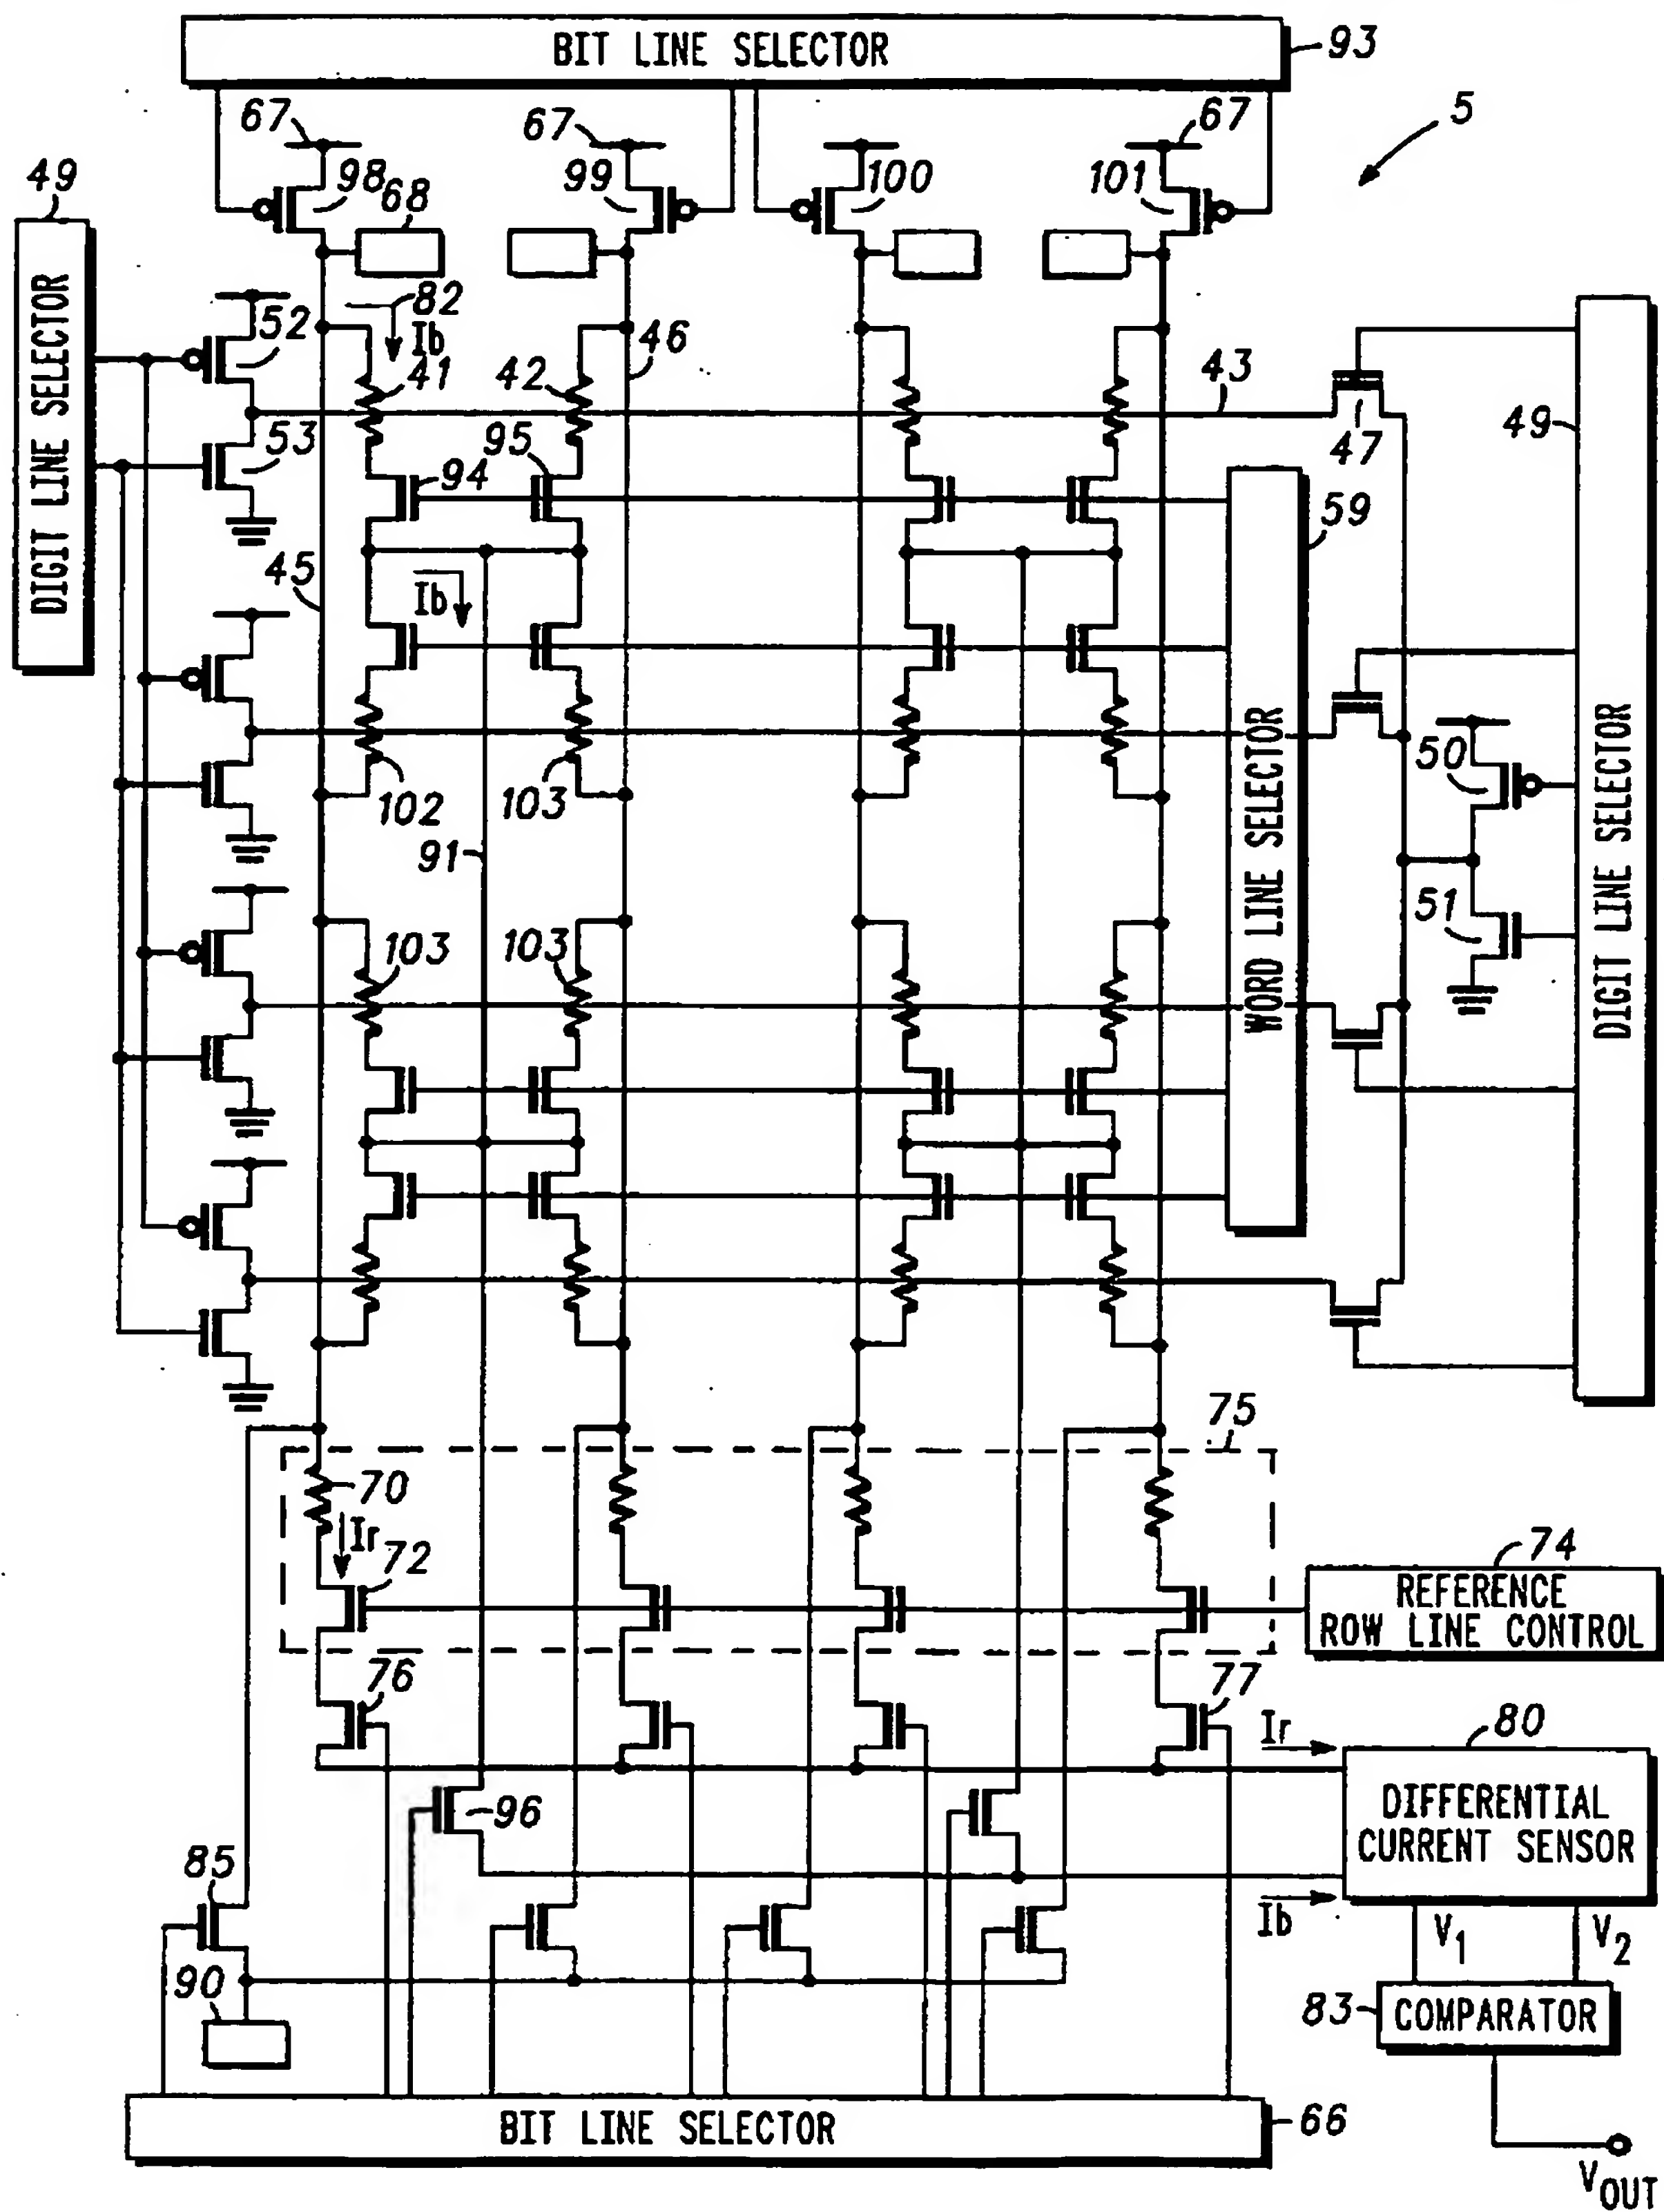 BIT LINE SELECTOR
93
5
67
67
67
49
98
68
99
100
101
DIGIT LINE SELECTOR
52
82
Ib
46
41
42
43
47
49
53
94
95
59
45
Ib
WORD LINE SELECTOR
DIGIT LINE SELECTOR
50
102
103
91
51
103
103
75
70
Ir
72
74
REFERENCE
ROW LINE CONTROL
76
77
Ir
80
96
DIFFERENTIAL
CURRENT SENSOR
85
Ib
V1
V2
90
83
COMPARATOR
BIT LINE SELECTOR
66
VOUT